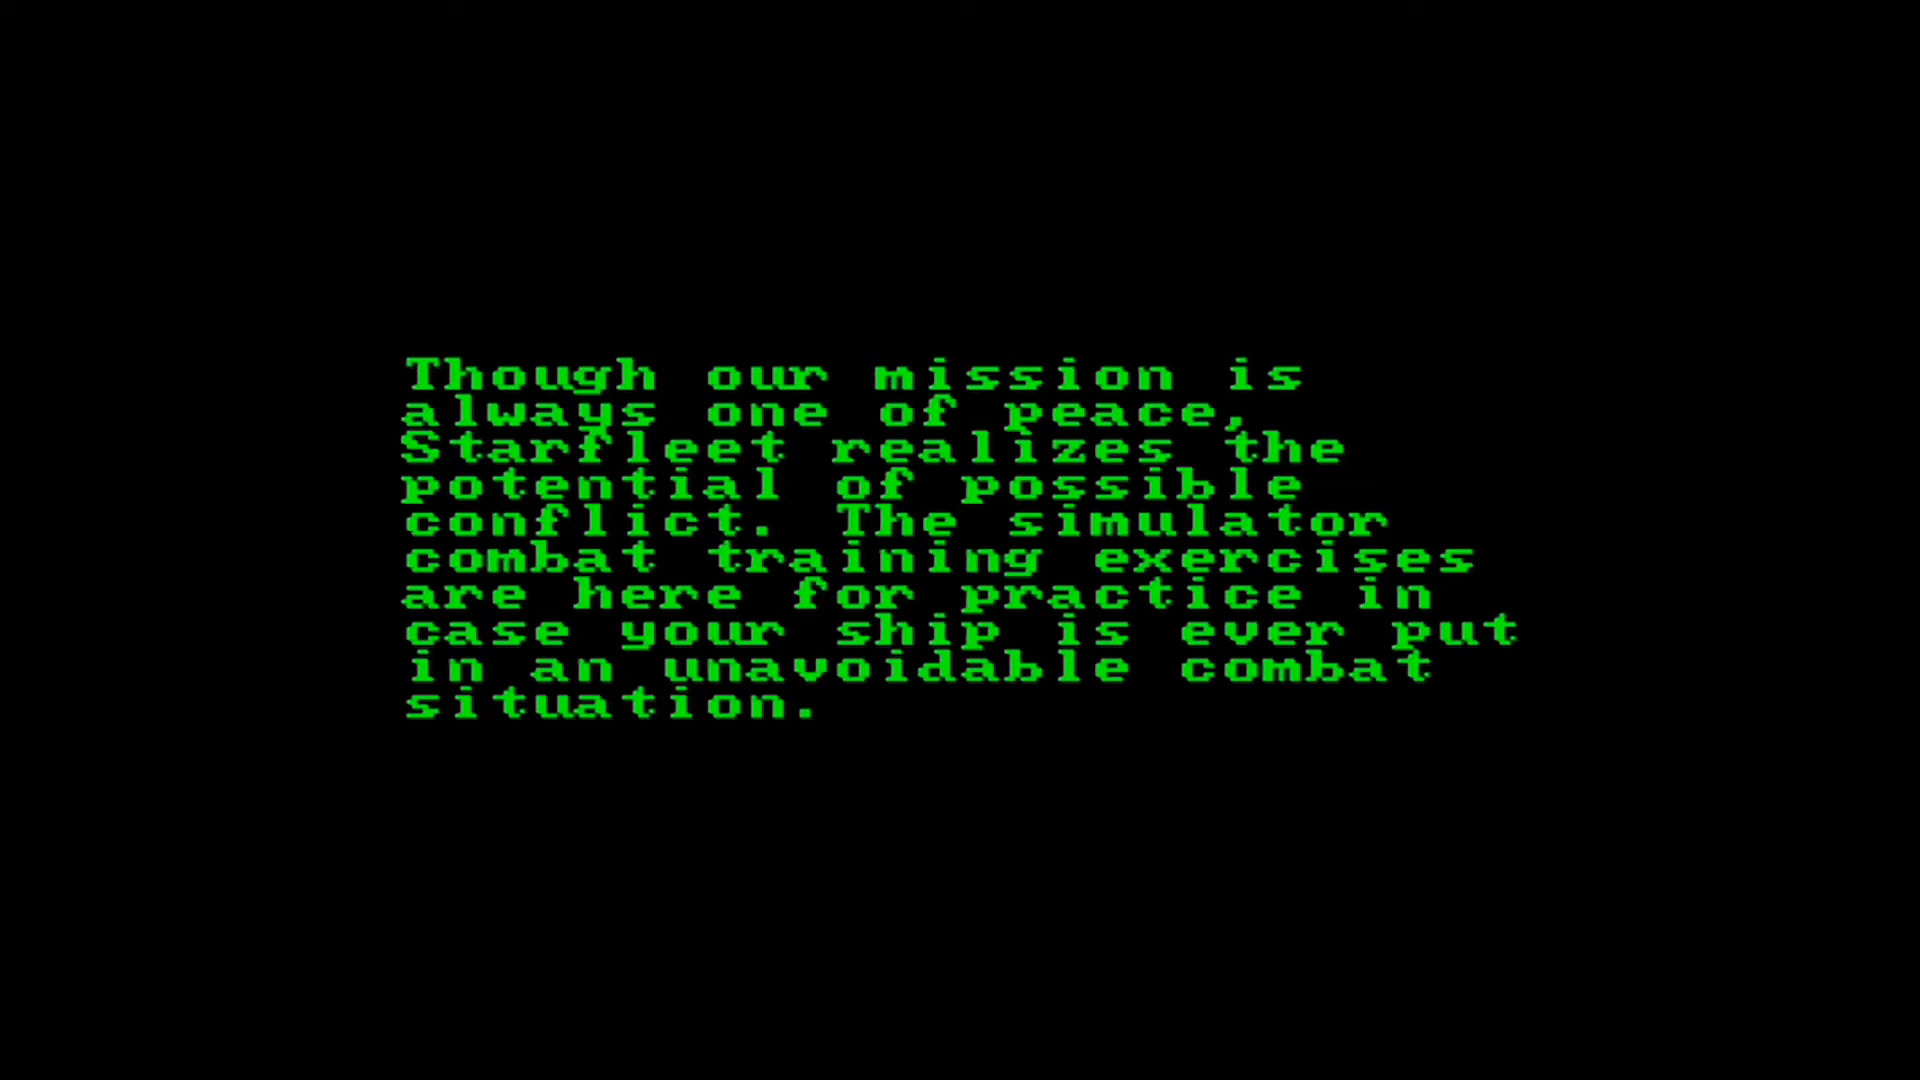 Though our mission is
always one of peace,
Starfleet realizes the
potential of possible
conflict. The simulator
combat training exercises
are here for practice in
case your ship is ever put
in an unavoidable combat
situation.